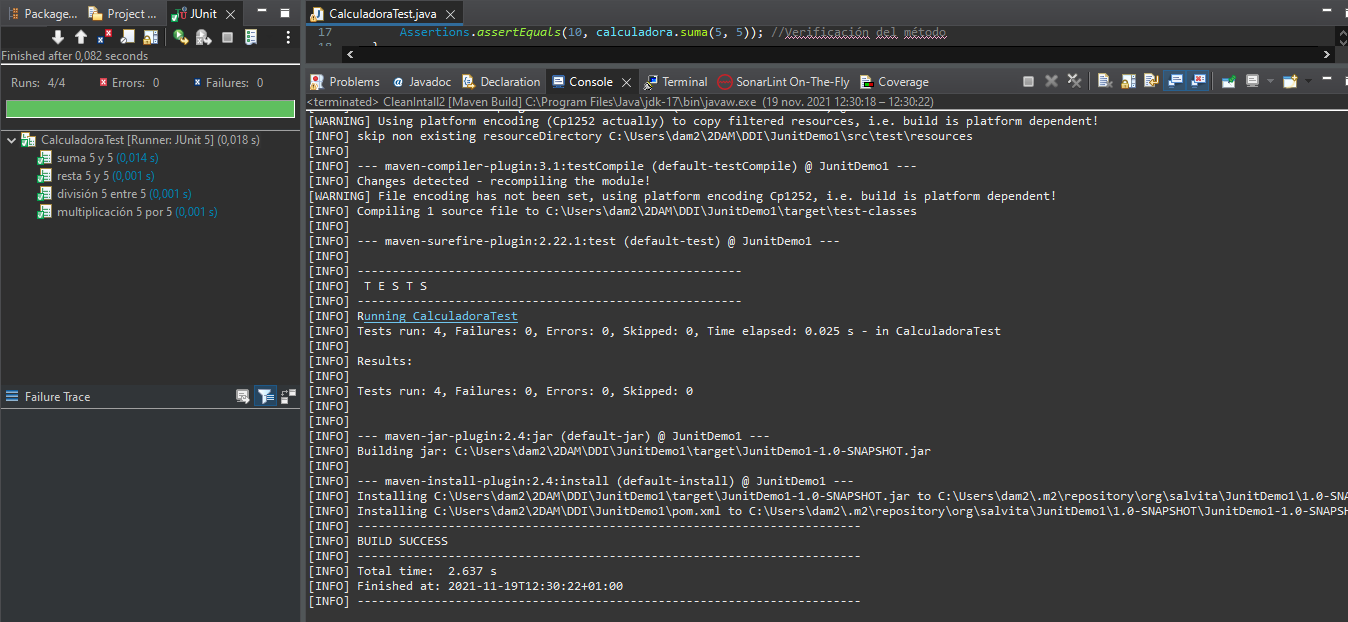 Package... Project ... JUnit
Finished after 0,082 seconds
Runs: 4/4 Errors: 0 Failures: 0
CalculadoraTest [Runner: JUnit 5] (0,018 s)
suma 5 y 5 (0,014 s)
resta 5 y 5 (0,001 s)
división 5 entre 5 (0,001 s)
multiplicación 5 por 5 (0,001 s)
Failure Trace
CalculadoraTest.java
17 Assertions.assertEquals(10, calculadora.suma(5, 5)); //Verificación del método
Problems Javadoc Declaration Console Terminal SonarLint On-The-Fly Coverage
<terminated> CleanIntall2 [Maven Build] C:\Program Files\Java\jdk-17\bin\javaw.exe (19 nov. 2021 12:30:18 – 12:30:22)
[WARNING] Using platform encoding (Cp1252 actually) to copy filtered resources, i.e. build is platform dependent!
[INFO] skip non existing resourceDirectory C:\Users\dam2\2DAM\DDI\JunitDemo1\src\test\resources
[INFO]
[INFO] --- maven-compiler-plugin:3.1:testCompile (default-testCompile) @ JunitDemo1 ---
[INFO] Changes detected - recompiling the module!
[WARNING] File encoding has not been set, using platform encoding Cp1252, i.e. build is platform dependent!
[INFO] Compiling 1 source file to C:\Users\dam2\2DAM\DDI\JunitDemo1\target\test-classes
[INFO]
[INFO] --- maven-surefire-plugin:2.22.1:test (default-test) @ JunitDemo1 ---
[INFO]
[INFO] -------------------------------------------------------
[INFO]  T E S T S
[INFO] -------------------------------------------------------
[INFO] Running CalculadoraTest
[INFO] Tests run: 4, Failures: 0, Errors: 0, Skipped: 0, Time elapsed: 0.025 s - in CalculadoraTest
[INFO]
[INFO] Results:
[INFO]
[INFO] Tests run: 4, Failures: 0, Errors: 0, Skipped: 0
[INFO]
[INFO]
[INFO] --- maven-jar-plugin:2.4:jar (default-jar) @ JunitDemo1 ---
[INFO] Building jar: C:\Users\dam2\2DAM\DDI\JunitDemo1\target\JunitDemo1-1.0-SNAPSHOT.jar
[INFO]
[INFO] --- maven-install-plugin:2.4:install (default-install) @ JunitDemo1 ---
[INFO] Installing C:\Users\dam2\2DAM\DDI\JunitDemo1\target\JunitDemo1-1.0-SNAPSHOT.jar to C:\Users\dam2\.m2\repository\org\salvita\JunitDemo1\1.0-SNA
[INFO] Installing C:\Users\dam2\2DAM\DDI\JunitDemo1\pom.xml to C:\Users\dam2\.m2\repository\org\salvita\JunitDemo1\1.0-SNAPSHOT\JunitDemo1-1.0-SNAPSH
[INFO] ------------------------------------------------------------------------
[INFO] BUILD SUCCESS
[INFO] ------------------------------------------------------------------------
[INFO] Total time:  2.637 s
[INFO] Finished at: 2021-11-19T12:30:22+01:00
[INFO] ------------------------------------------------------------------------